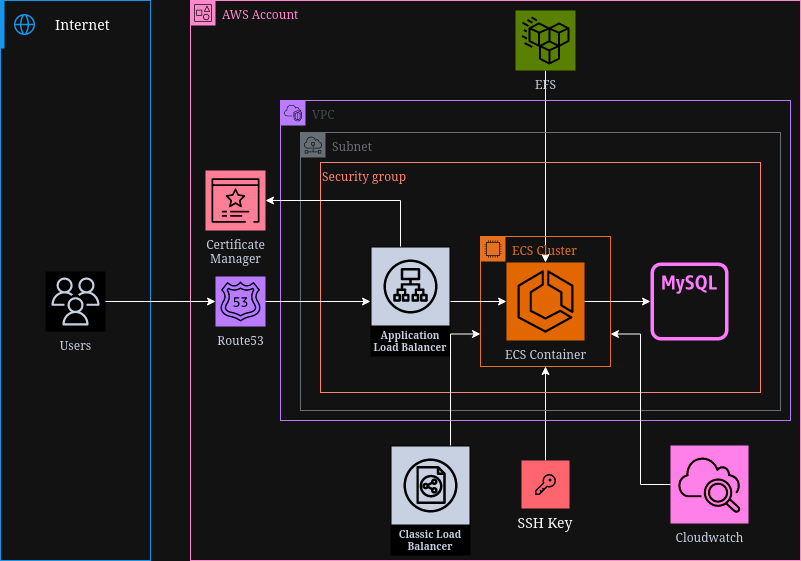 Internet
AWS Account
EFS
VPC
Subnet
Security group
Certificate
Manager
ECS Cluster
MySQL
53
Users
Route53
Application
Load Balancer
ECS Container
Classic Load
Balancer
SSH Key
Cloudwatch